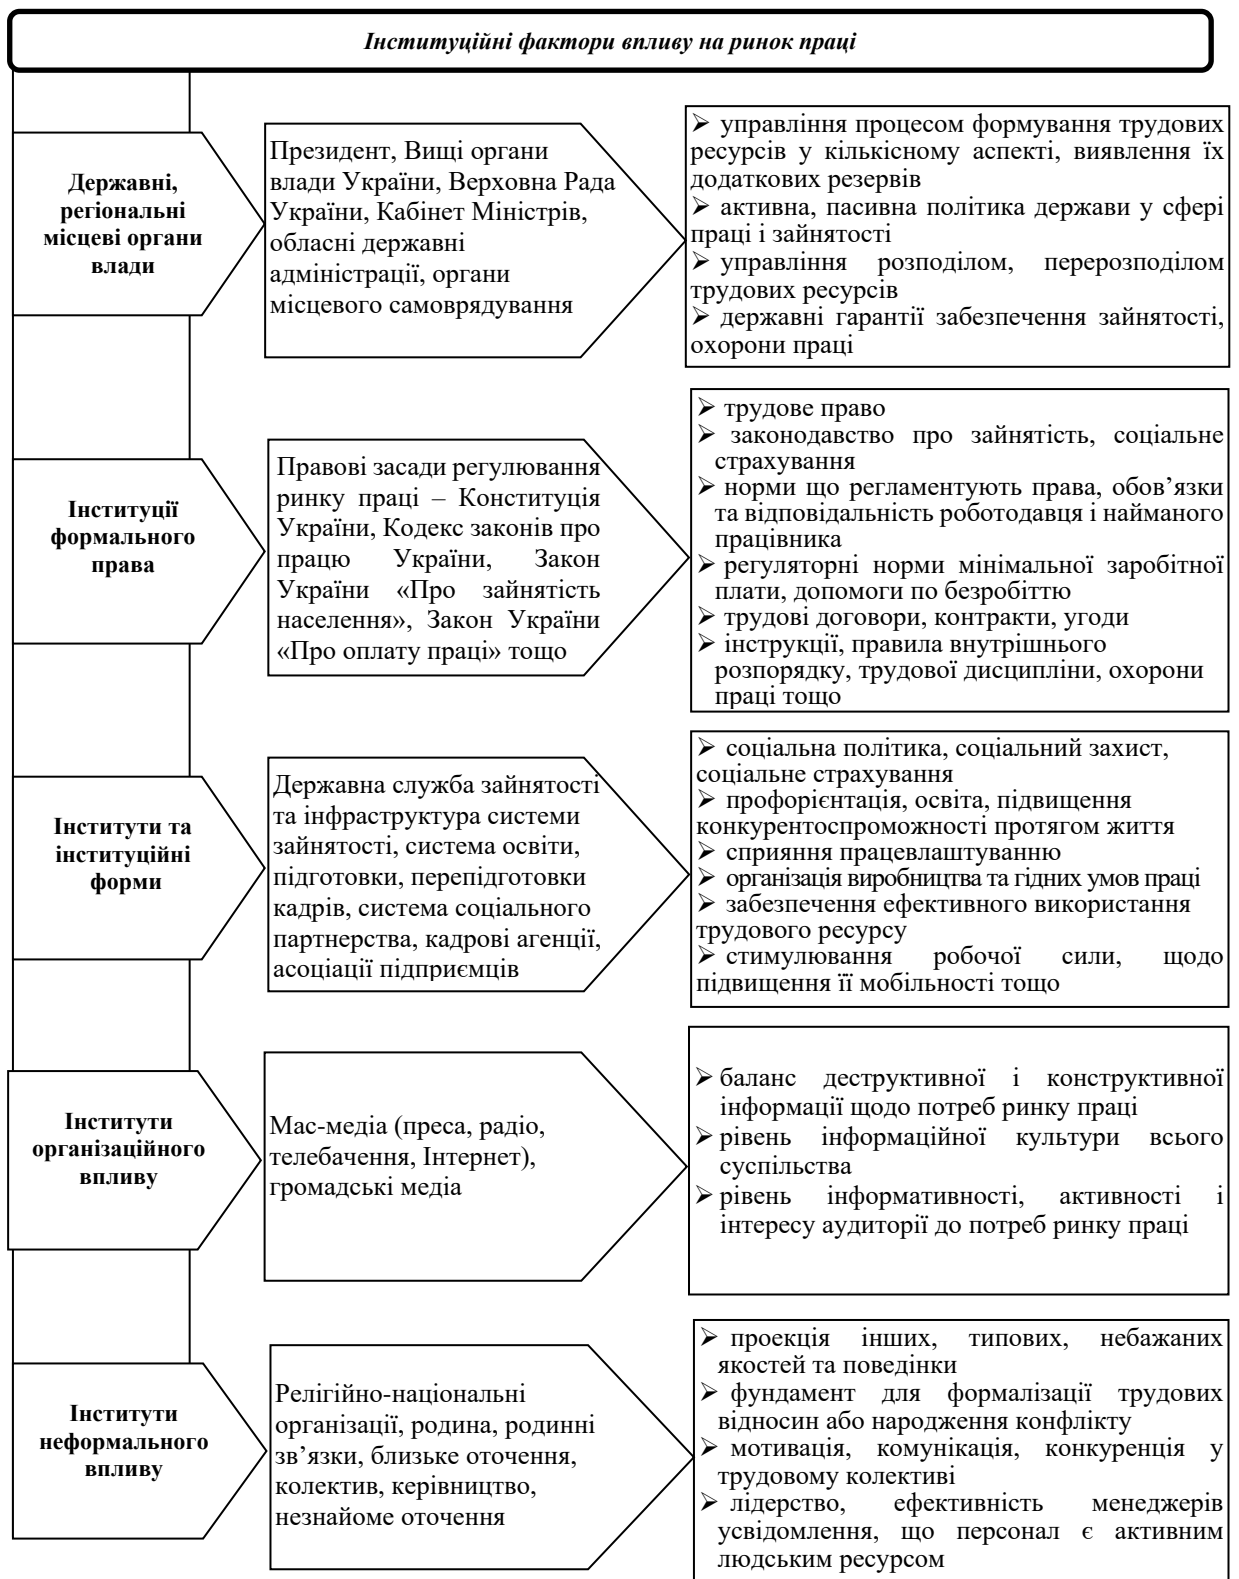 Інституційні фактори впливу на ринок праці
Державні,
регіональні
місцеві органи
влади
Президент, Вищі органи
влади України, Верховна Рада
України, Кабінет Міністрів,
обласні державні
адміністрації, органи
місцевого самоврядування
➢ управління процесом формування трудових
ресурсів у кількісному аспекті, виявлення їх
додаткових резервів
➢ активна, пасивна політика держави у сфері
праці і зайнятості
➢ управління розподілом, перерозподілом
трудових ресурсів
➢ державні гарантії забезпечення зайнятості,
охорони праці
Інституції
формального
права
Правові засади регулювання
ринку праці – Конституція
України, Кодекс законів про
працю України, Закон
України «Про зайнятість
населення», Закон України
«Про оплату праці» тощо
➢ трудове право
➢ законодавство про зайнятість, соціальне
страхування
➢ норми що регламентують права, обов’язки
та відповідальність роботодавця і найманого
працівника
➢ регуляторні норми мінімальної заробітної
плати, допомоги по безробіттю
➢ трудові договори, контракти, угоди
➢ інструкції, правила внутрішнього
розпорядку, трудової дисципліни, охорони
праці тощо
Інститути та
інституційні
форми
Державна служба зайнятості
та інфраструктура системи
зайнятості, система освіти,
підготовки, перепідготовки
кадрів, система соціального
партнерства, кадрові агенції,
асоціації підприємців
➢ соціальна політика, соціальний захист,
соціальне страхування
➢ профорієнтація, освіта, підвищення
конкурентоспроможності протягом життя
➢ сприяння працевлаштуванню
➢ організація виробництва та гідних умов праці
➢ забезпечення ефективного використання
трудового ресурсу
➢ стимулювання робочої сили, щодо
підвищення її мобільності тощо
Інститути
організаційного
впливу
Мас-медіа (преса, радіо,
телебачення, Інтернет),
громадські медіа
➢ баланс деструктивної і конструктивної
інформації щодо потреб ринку праці
➢ рівень інформаційної культури всього
суспільства
➢ рівень інформативності, активності і
інтересу аудиторії до потреб ринку праці
Інститути
неформального
впливу
Релігійно-національні
організації, родина, родинні
зв’язки, близьке оточення,
колектив, керівництво,
незнайоме оточення
➢ проекція інших, типових, небажаних
якостей та поведінки
➢ фундамент для формалізації трудових
відносин або народження конфлікту
➢ мотивація, комунікація, конкуренція у
трудовому колективі
➢ лідерство, ефективність менеджерів
усвідомлення, що персонал є активним
людським ресурсом